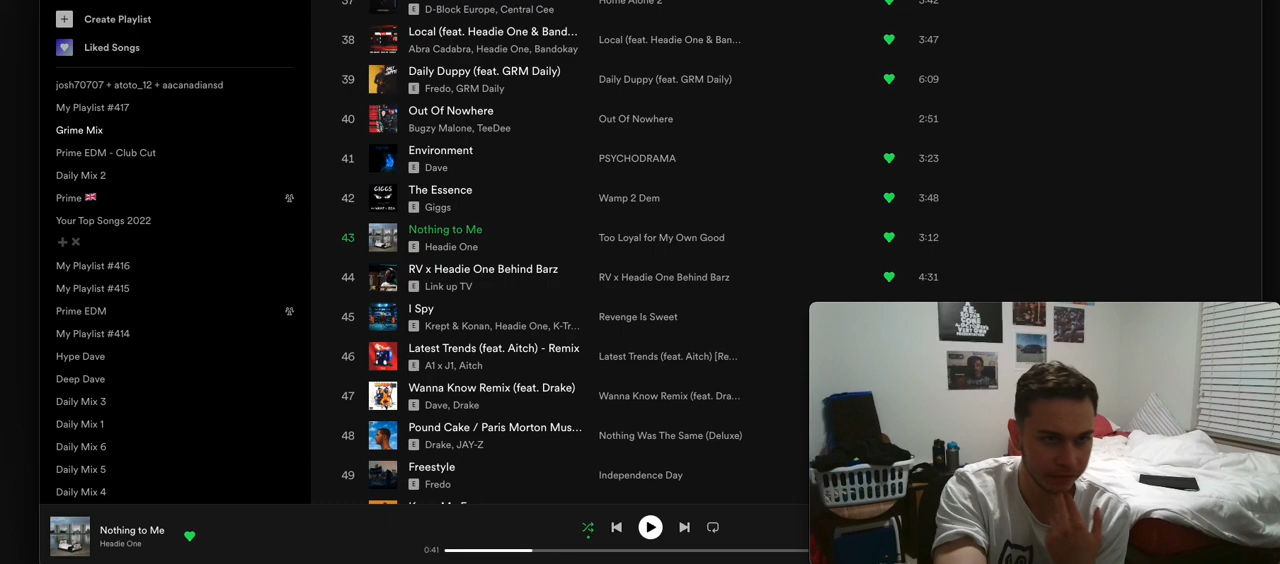 Create Playlist
Liked Songs
josh70707 + atoto_12 + aacanadiansd
My Playlist #417
Grime Mix
Prime EDM - Club Cut
Daily Mix 2
Prime 🇬🇧
Your Top Songs 2022
➕✖
My Playlist #416
My Playlist #415
Prime EDM
My Playlist #414
Hype Dave
Deep Dave
Daily Mix 3
Daily Mix 1
Daily Mix 6
Daily Mix 5
Daily Mix 4
E D-Block Europe, Central Cee
38 Local (feat. Headie One & Band... Local (feat. Headie One & Ban... 3:47
Abra Cadabra, Headie One, Bandokay
39 Daily Duppy (feat. GRM Daily) Daily Duppy (feat. GRM Daily) 6:09
E Fredo, GRM Daily
40 Out Of Nowhere Out Of Nowhere 2:51
Bugzy Malone, TeeDee
41 Environment PSYCHODRAMA 3:23
E Dave
42 The Essence Wamp 2 Dem 3:48
E Giggs
43 Nothing to Me Too Loyal for My Own Good 3:12
E Headie One
44 RV x Headie One Behind Barz RV x Headie One Behind Barz 4:31
E Link up TV
45 I Spy Revenge Is Sweet
E Krept & Konan, Headie One, K-Tr...
46 Latest Trends (feat. Aitch) - Remix Latest Trends (feat. Aitch) [Re...
E A1 x J1, Aitch
47 Wanna Know Remix (feat. Drake) Wanna Know Remix (feat. Dra...
E Dave, Drake
48 Pound Cake / Paris Morton Mus... Nothing Was The Same (Deluxe)
E Drake, JAY-Z
49 Freestyle Independence Day
E Fredo
Nothing to Me
Headie One
0:41
GIGGS